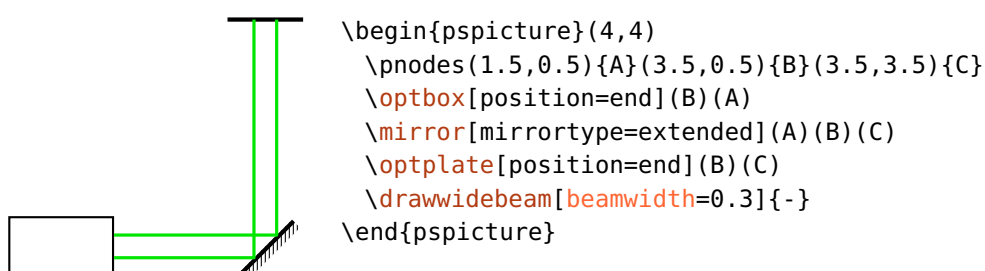 \begin{pspicture}(4,4)
\pnodes(1.5,0.5){A}(3.5,0.5){B}(3.5,3.5){C}
\optbox[position=end](B)(A)
\mirror[mirrortype=extended](A)(B)(C)
\optplate[position=end](B)(C)
\drawwidebeam[beamwidth=0.3]{-}
\end{pspicture}